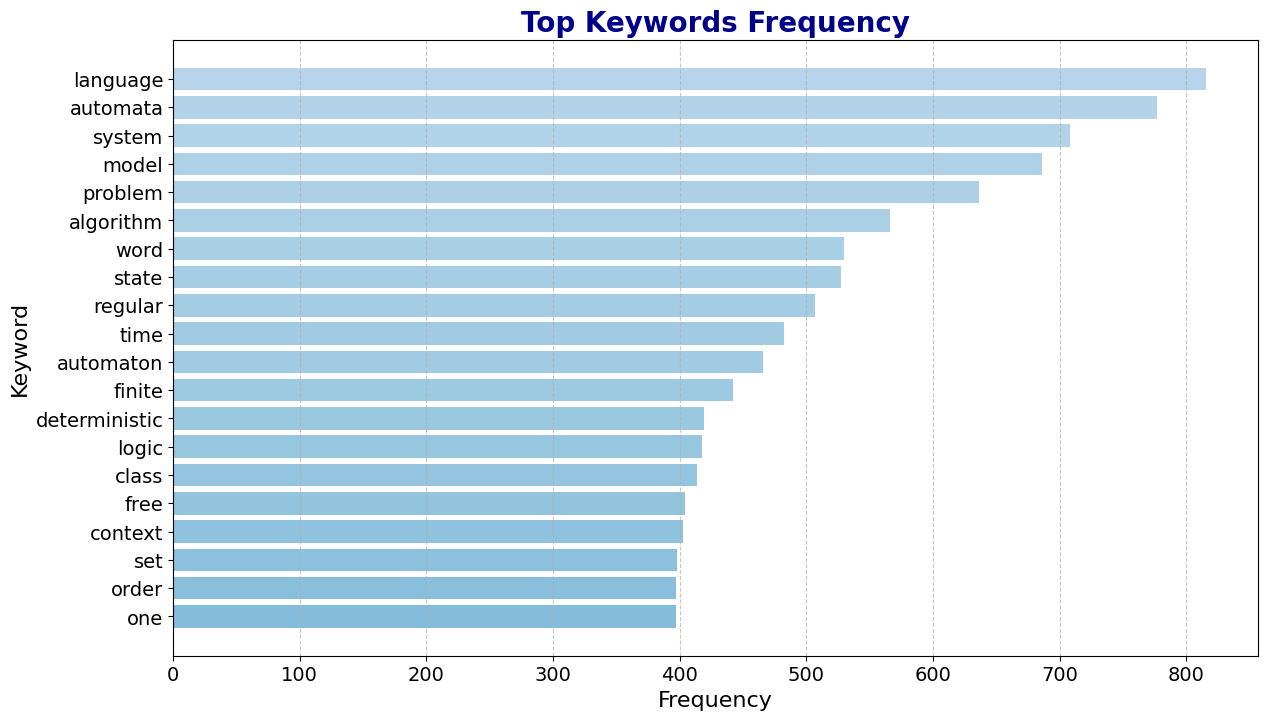 Top Keywords Frequency
Keyword
language
automata
system
model
problem
algorithm
word
state
regular
time
automaton
finite
deterministic
logic
class
free
context
set
order
one
0 100 200 300 400 500 600 700 800
Frequency